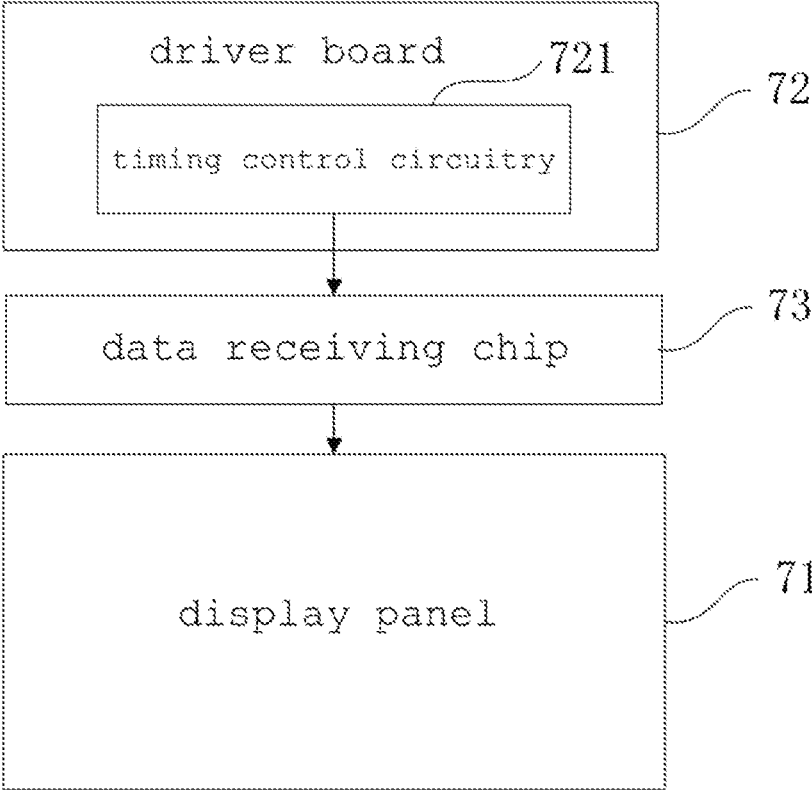 driver board
721
72
timing control circuitry
73
data receiving chip
71
display panel